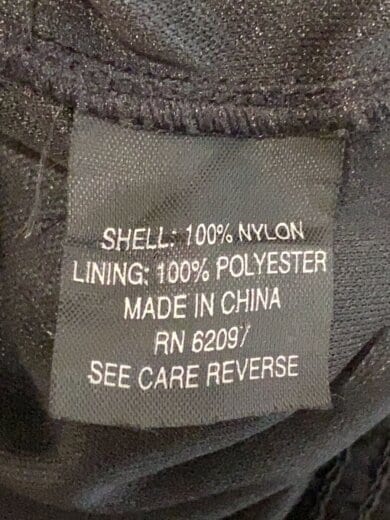 SHELL: 100% NYLON
LINING: 100% POLYESTER
MADE IN CHINA
RN 62097
SEE CARE REVERSE